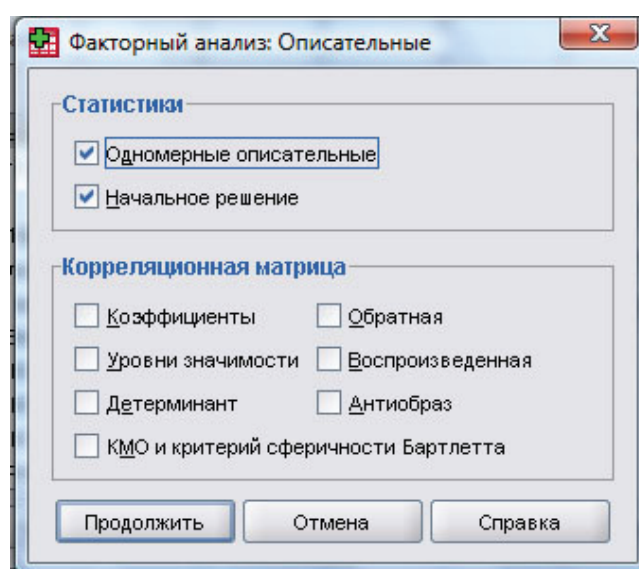 Факторный анализ: Описательные
Статистики
Одномерные описательные
Начальное решение
Корреляционная матрица
Коэффициенты
Обратная
Уровни значимости
Воспроизведенная
Детерминант
Антиобраз
КМО и критерий сферичности Бартлетта
Продолжить
Отмена
Справка